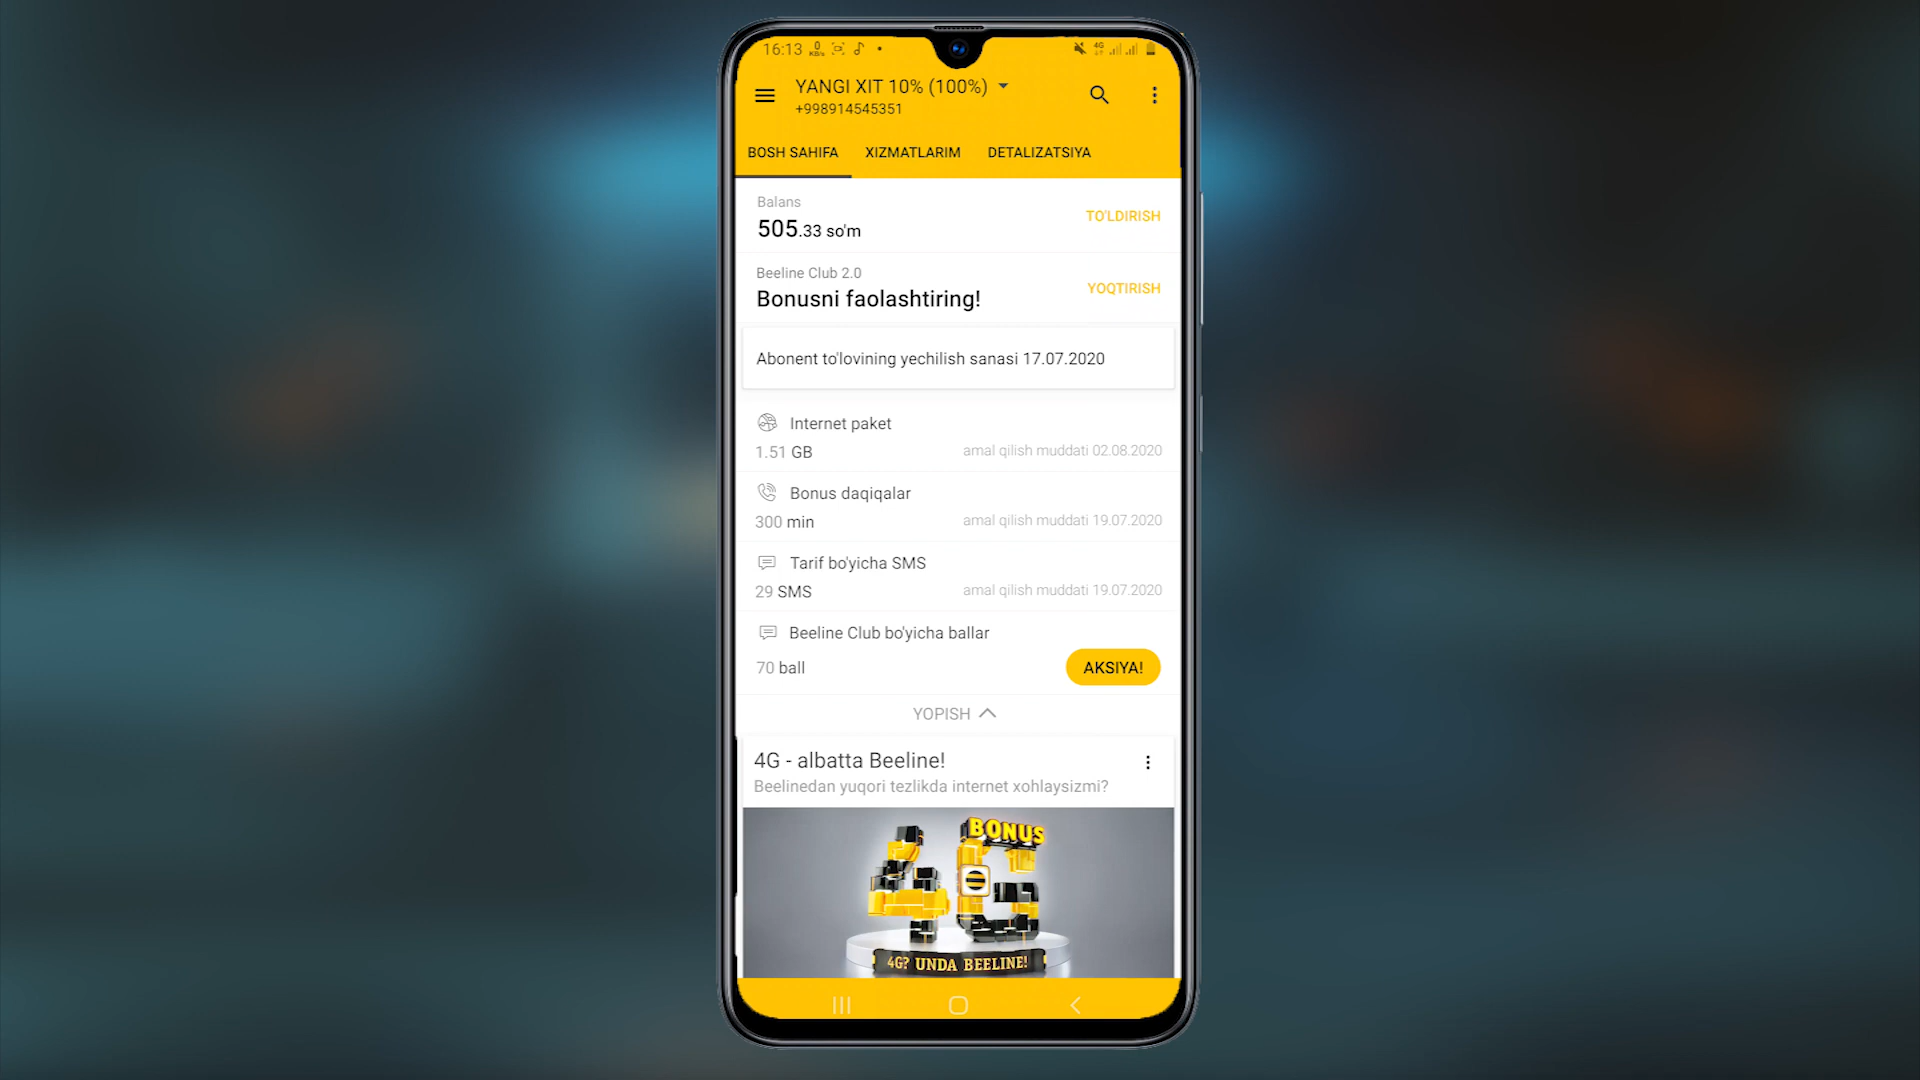 16:13 0 KB/s 4G
YANGI XIT 10% (100%)
+998914545351
BOSH SAHIFA XIZMATLARIM DETALIZATSIYA
Balans
505.33 so'm TO'LDIRISH
Beeline Club 2.0
Bonusni faolashtiring! YOQTIRISH
Abonent to'lovining yechilish sanasi 17.07.2020
Internet paket
1.51 GB amal qilish muddati 02.08.2020
Bonus daqiqalar
300 min amal qilish muddati 19.07.2020
Tarif bo'yicha SMS
29 SMS amal qilish muddati 19.07.2020
Beeline Club bo'yicha ballar
70 ball AKSIYA!
YOPISH
4G - albatta Beeline!
Beelinedan yuqori tezlikda internet xohlaysizmi?
BONUS
4G
4G? UNDA BEELINE!